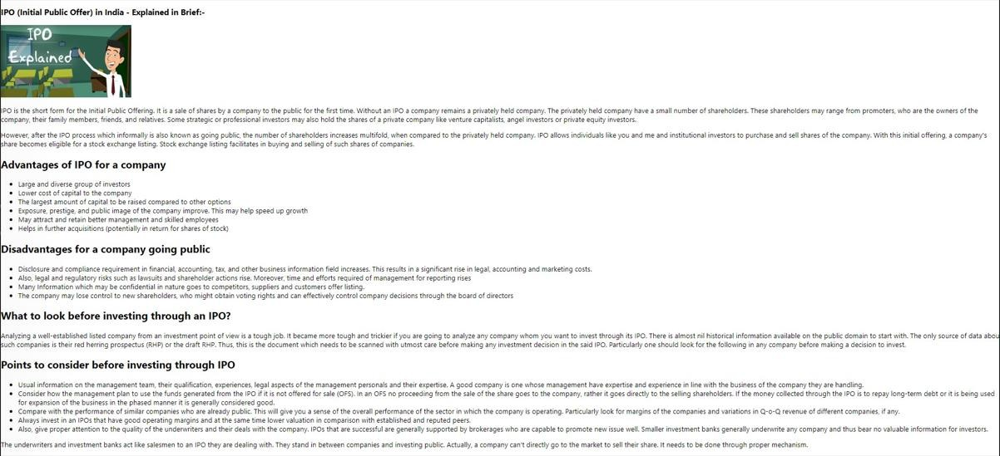 IPO (Initial Public Offer) in India - Explained in Brief:-
IPO
Explained
IPO is the short form for the Initial Public Offering. It is a sale of shares by a company to the public for the first time. Without an IPO a company remains a privately held company. The privately held company have a small number of shareholders. These shareholders may range from promoters, who are the owners of the
company, their family members, friends, and relatives. Some strategic or professional investors may also hold the shares of a private company like venture capitalists, angel investors or private equity investors.
However, after the IPO process which informally is also known as going public, the number of shareholders increases multifold, when compared to the privately held company. IPO allows individuals like you and me and institutional investors to purchase and sell shares of the company. With this initial offering, a company's
share becomes eligible for a stock exchange listing. Stock exchange listing facilitates in buying and selling of such shares of companies.
Advantages of IPO for a company
• Large and diverse group of investors
• Lower cost of capital to the company
• The largest amount of capital to be raised compared to other options
• Exposure, prestige, and public image of the company improve. This may help speed up growth
• May attract and retain better management and skilled employees
• Helps in further acquisitions (potentially in return for shares of stock)
Disadvantages for a company going public
• Disclosure and compliance requirement in financial, accounting, tax, and other business information field increases. This results in a significant rise in legal, accounting and marketing costs.
• Also, legal and regulatory risks such as lawsuits and shareholder actions rise. Moreover, time and efforts required of management for reporting rises
• Many Information which may be confidential in nature goes to competitors, suppliers and customers offer listing.
• The company may lose control to new shareholders, who might obtain voting rights and can effectively control company decisions through the board of directors
What to look before investing through an IPO?
Analyzing a well-established listed company from an investment point of view is a tough job. It became more tough and trickier if you are going to analyze any company whom you want to invest through its IPO. There is almost nil historical information available on the public domain to start with. The only source of data abou
such companies is their red herring prospectus (RHP) or the draft RHP. Thus, this is the document which needs to be scanned with utmost care before making any investment decision in the said IPO. Particularly one should look for the following in any company before making a decision to invest.
Points to consider before investing through IPO
• Usual information on the management team, their qualification, experiences, legal aspects of the management personals and their expertise. A good company is one whose management have expertise and experience in line with the business of the company they are handling.
• Consider how the management plan to use the funds generated from the IPO if it is not offered for sale (OFS). In an OFS no proceeding from the sale of the share goes to the company, rather it goes directly to the selling shareholders. If the money collected through the IPO is to repay long-term debt or it is being used
for expansion of the business in the phased manner it is generally considered good.
• Compare with the performance of similar companies who are already public. This will give you a sense of the overall performance of the sector in which the company is operating. Particularly look for margins of the companies and variations in Q-o-Q revenue of different companies, if any.
• Always invest in an IPOs that have good operating margins and at the same time lower valuation in comparison with established and reputed peers.
• Also, give proper attention to the quality of the underwriters and their deals with the company. IPOs that are successful are generally supported by brokerages who are capable to promote new issue well. Smaller investment banks generally underwrite any company and thus bear no valuable information for investors.
The underwriters and investment banks act like salesmen to an IPO they are dealing with. They stand in between companies and investing public. Actually, a company can't directly go to the market to sell their share. It needs to be done through proper mechanism.